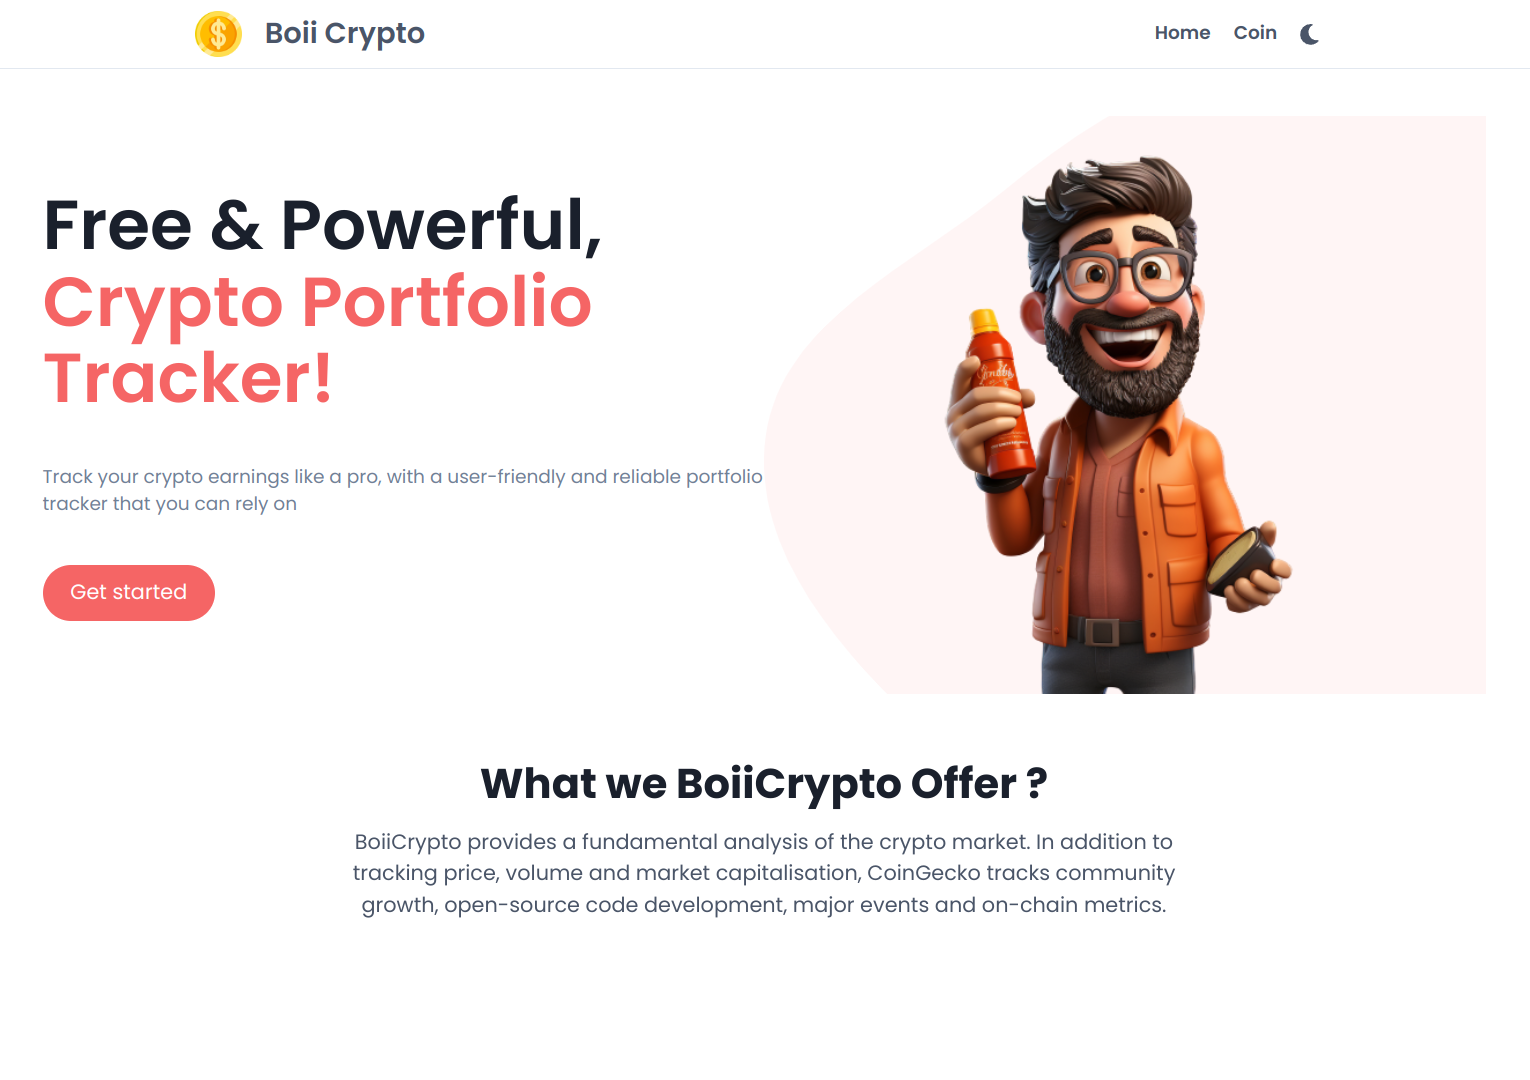 Boii Crypto
Home
Coin
Free & Powerful,
Crypto Portfolio
Tracker!
Track your crypto earnings like a pro, with a user-friendly and reliable portfolio
tracker that you can rely on
Get started
What we BoiiCrypto Offer ?
BoiiCrypto provides a fundamental analysis of the crypto market. In addition to
tracking price, volume and market capitalisation, CoinGecko tracks community
growth, open-source code development, major events and on-chain metrics.